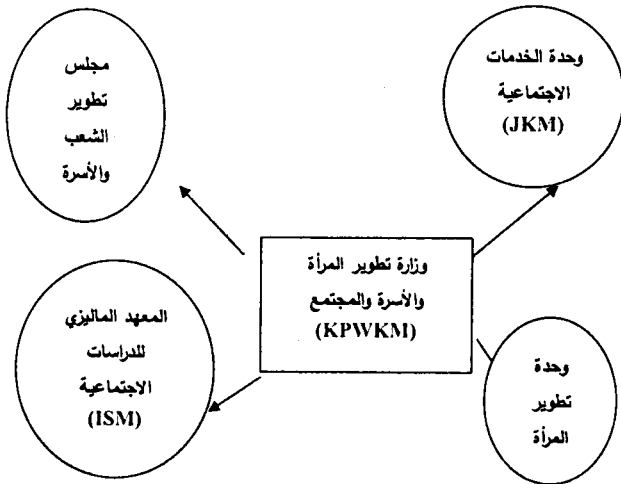 وحدة الخدمات
الاجتماعية
(JKM)
مجلس
تطوير
الشعب
والأسرة
وزارة تطوير المرأة
والأسرة والمجتمع
(KPWKM)
وحدة
تطوير
المرأة
المعهد الماليزي
للدراسات
الاجتماعية
(ISM)